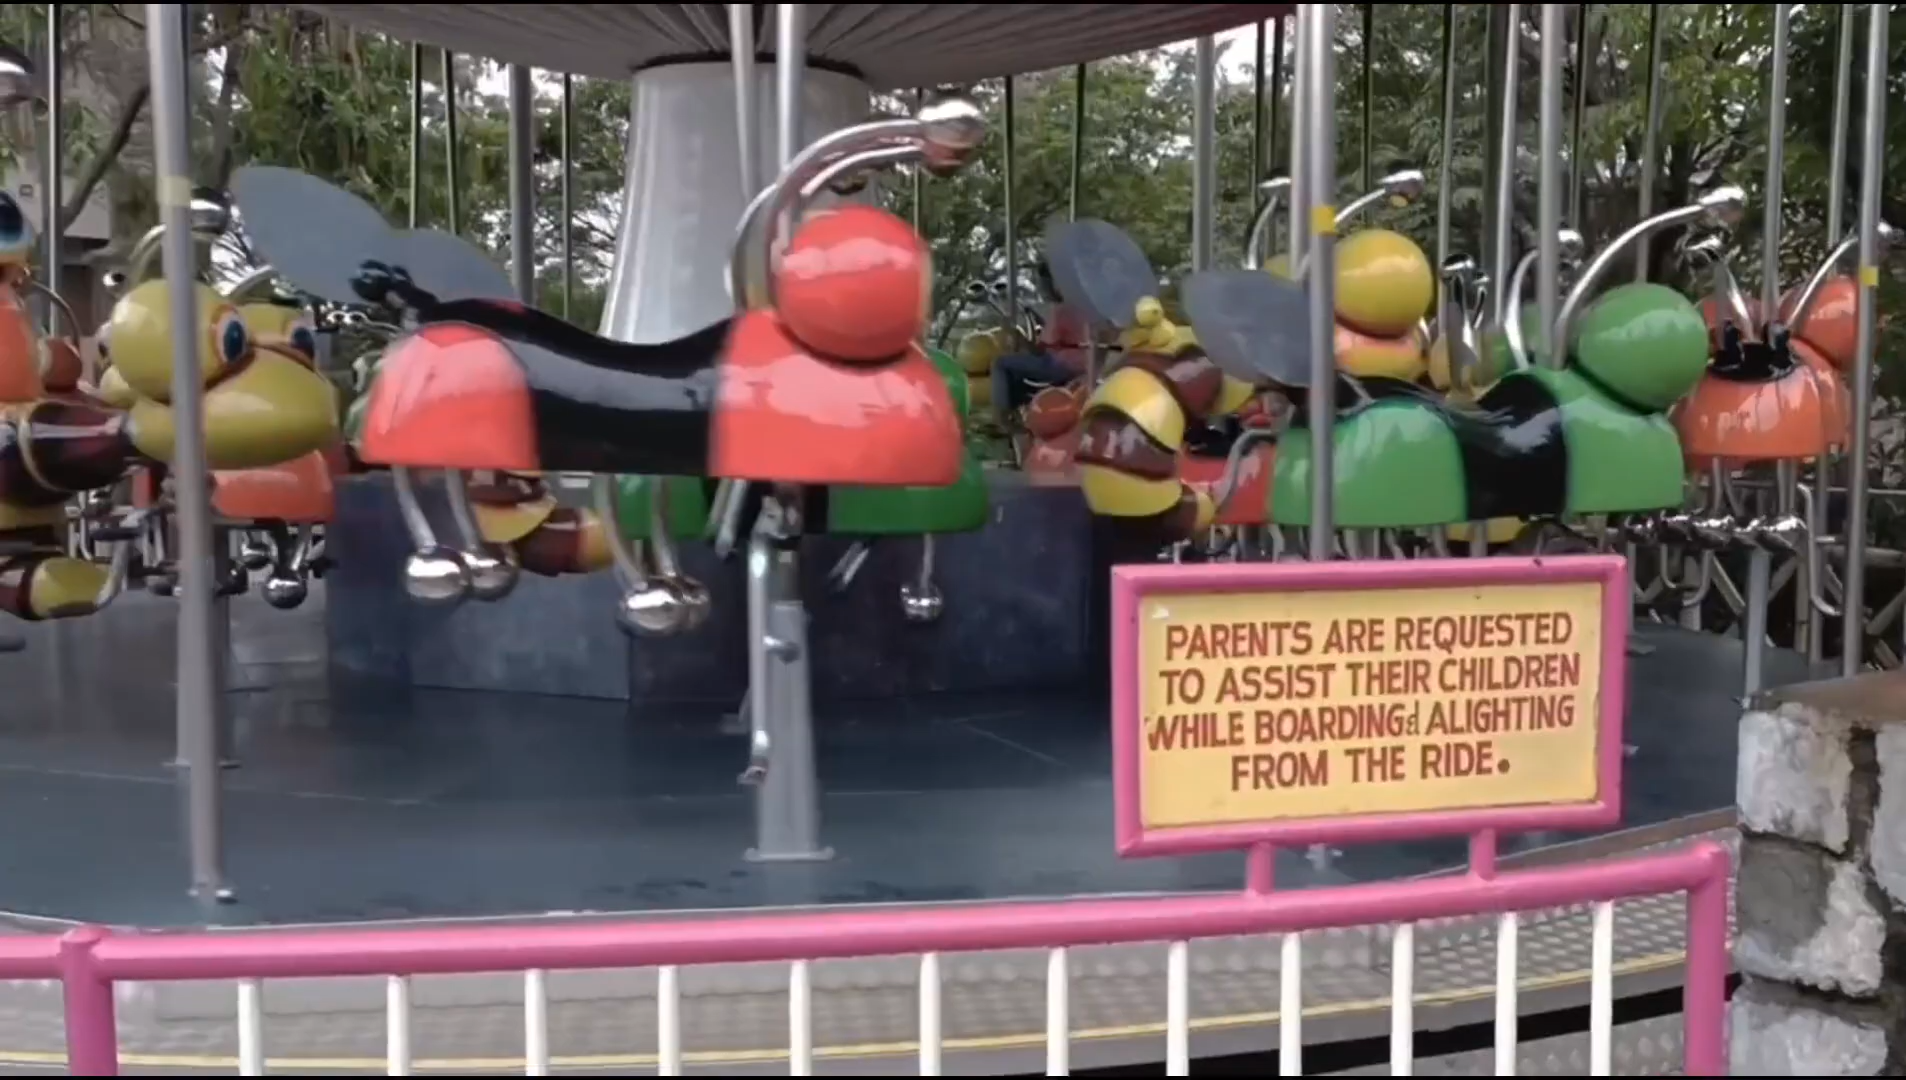 PARENTS ARE REQUESTED
TO ASSIST THEIR CHILDREN
WHILE BOARDING& ALIGHTING
FROM THE RIDE.